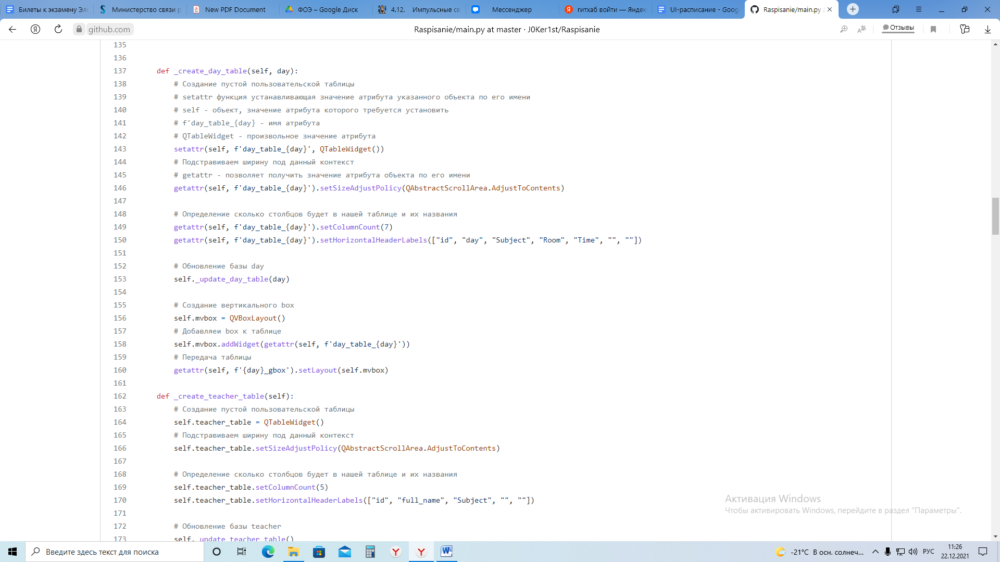 Билеты к экзамену Эле
Министерство связи р
New PDF Document
ФОЭ – Google Диск
4.12. Импульсные св
Мессенджер
гитхаб войти — Яндек
UI-расписание - Goog
Raspisanie/main.py a
github.com
Raspisanie/main.py at master · J0Ker1st/Raspisanie
Отзывы
135
136
137 def _create_day_table(self, day):
138 # Создание пустой пользовательской таблицы
139 # setattr функция устанавливающая значение атрибута указанного объекта по его имени
140 # self - объект, значение атрибута которого требуется установить
141 # f'day_table_{day} - имя атрибута
142 # QTableWidget - произвольное значение атрибута
143 setattr(self, f'day_table_{day}', QTableWidget())
144 # Подстравиваем ширину под данный контекст
145 # getattr - позволяет получить значение атрибута объекта по его имени
146 getattr(self, f'day_table_{day}').setSizeAdjustPolicy(QAbstractScrollArea.AdjustToContents)
147
148 # Определение сколько столбцов будет в нашей таблице и их названия
149 getattr(self, f'day_table_{day}').setColumnCount(7)
150 getattr(self, f'day_table_{day}').setHorizontalHeaderLabels(["id", "day", "Subject", "Room", "Time", "", ""])
151
152 # Обновление базы day
153 self._update_day_table(day)
154
155 # Создание вертикального box
156 self.mvbox = QVBoxLayout()
157 # Добавляеи box к таблице
158 self.mvbox.addWidget(getattr(self, f'day_table_{day}'))
159 # Передача таблицы
160 getattr(self, f'{day}_gbox').setLayout(self.mvbox)
161
162 def _create_teacher_table(self):
163 # Создание пустой пользовательской таблицы
164 self.teacher_table = QTableWidget()
165 # Подстравиваем ширину под данный контекст
166 self.teacher_table.setSizeAdjustPolicy(QAbstractScrollArea.AdjustToContents)
167
168 # Определение сколько столбцов будет в нашей таблице и их названия
169 self.teacher_table.setColumnCount(5)
170 self.teacher_table.setHorizontalHeaderLabels(["id", "full_name", "Subject", "", ""])
171
172 # Обновление базы teacher
173 self._update_teacher_table()
Активация Windows
Чтобы активировать Windows, перейдите в раздел "Параметры".
Введите здесь текст для поиска
-21°C В осн. солнеч...
РУС
11:26
22.12.2021